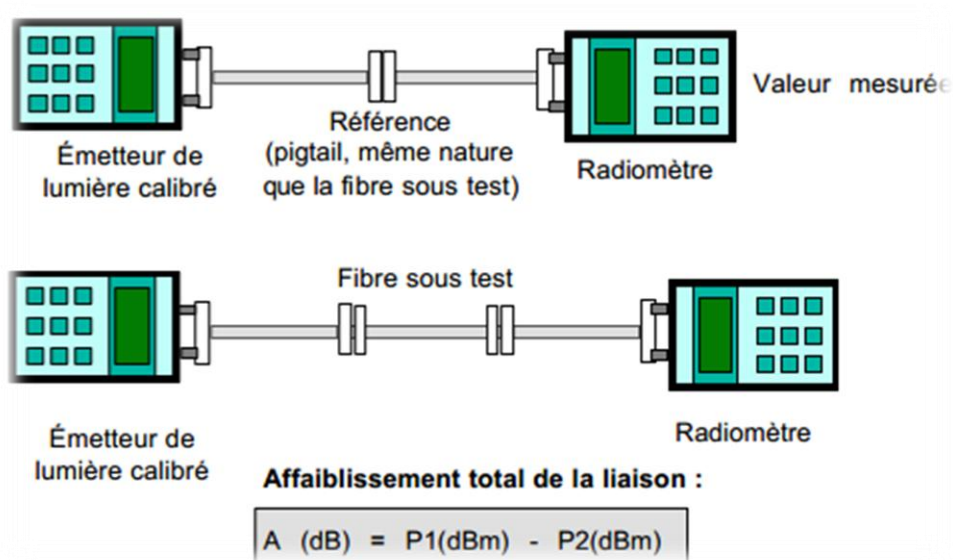 Valeur mesurée
Référence
(pigtail, même nature
que la fibre sous test)
Émetteur de
lumière calibré
Radiomètre
Fibre sous test
Émetteur de
lumière calibré
Radiomètre
Affaiblissement total de la liaison :
A (dB) = P1(dBm) - P2(dBm)